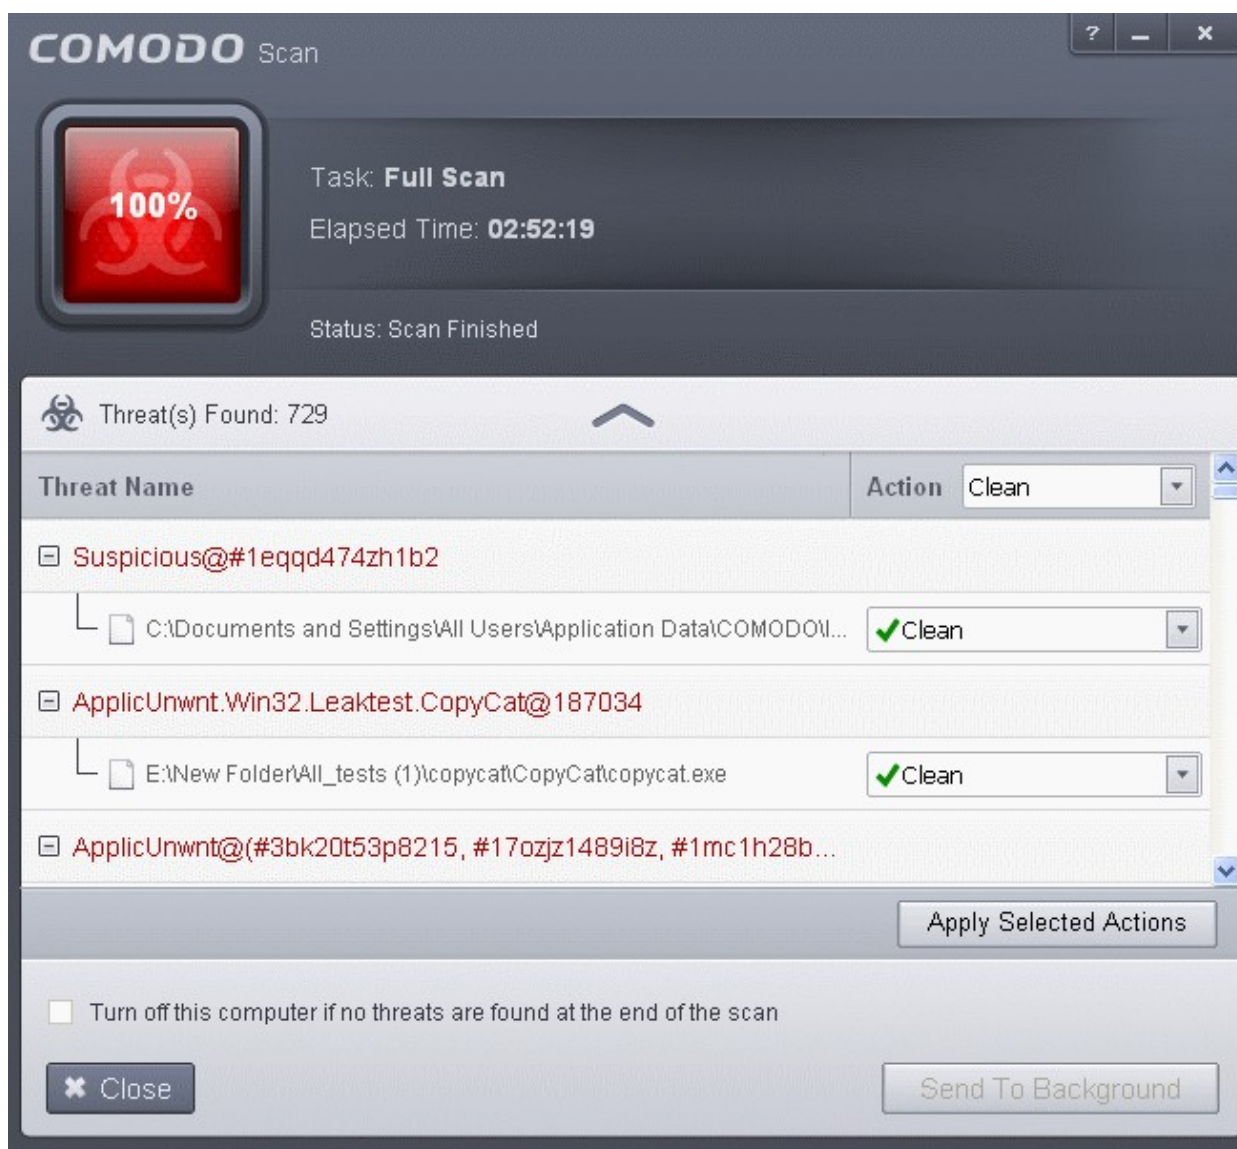 COMODO Scan
? _ x
100%
Task: Full Scan
Elapsed Time: 02:52:19
Status: Scan Finished
Threat(s) Found: 729
Threat Name
Action Clean
Suspicious@#1eqqd474zh1b2
C:\Documents and Settings\All Users\Application Data\COMODO\I...
Clean
ApplicUnwnt.Win32.Leaktest.CopyCat@187034
E:\New Folder\All_tests (1)\copycat\CopyCat\copycat.exe
Clean
ApplicUnwnt@(#3bk20t53p8215, #17ozjz1489i8z, #1mc1h28b...
Apply Selected Actions
Turn off this computer if no threats are found at the end of the scan
Close
Send To Background